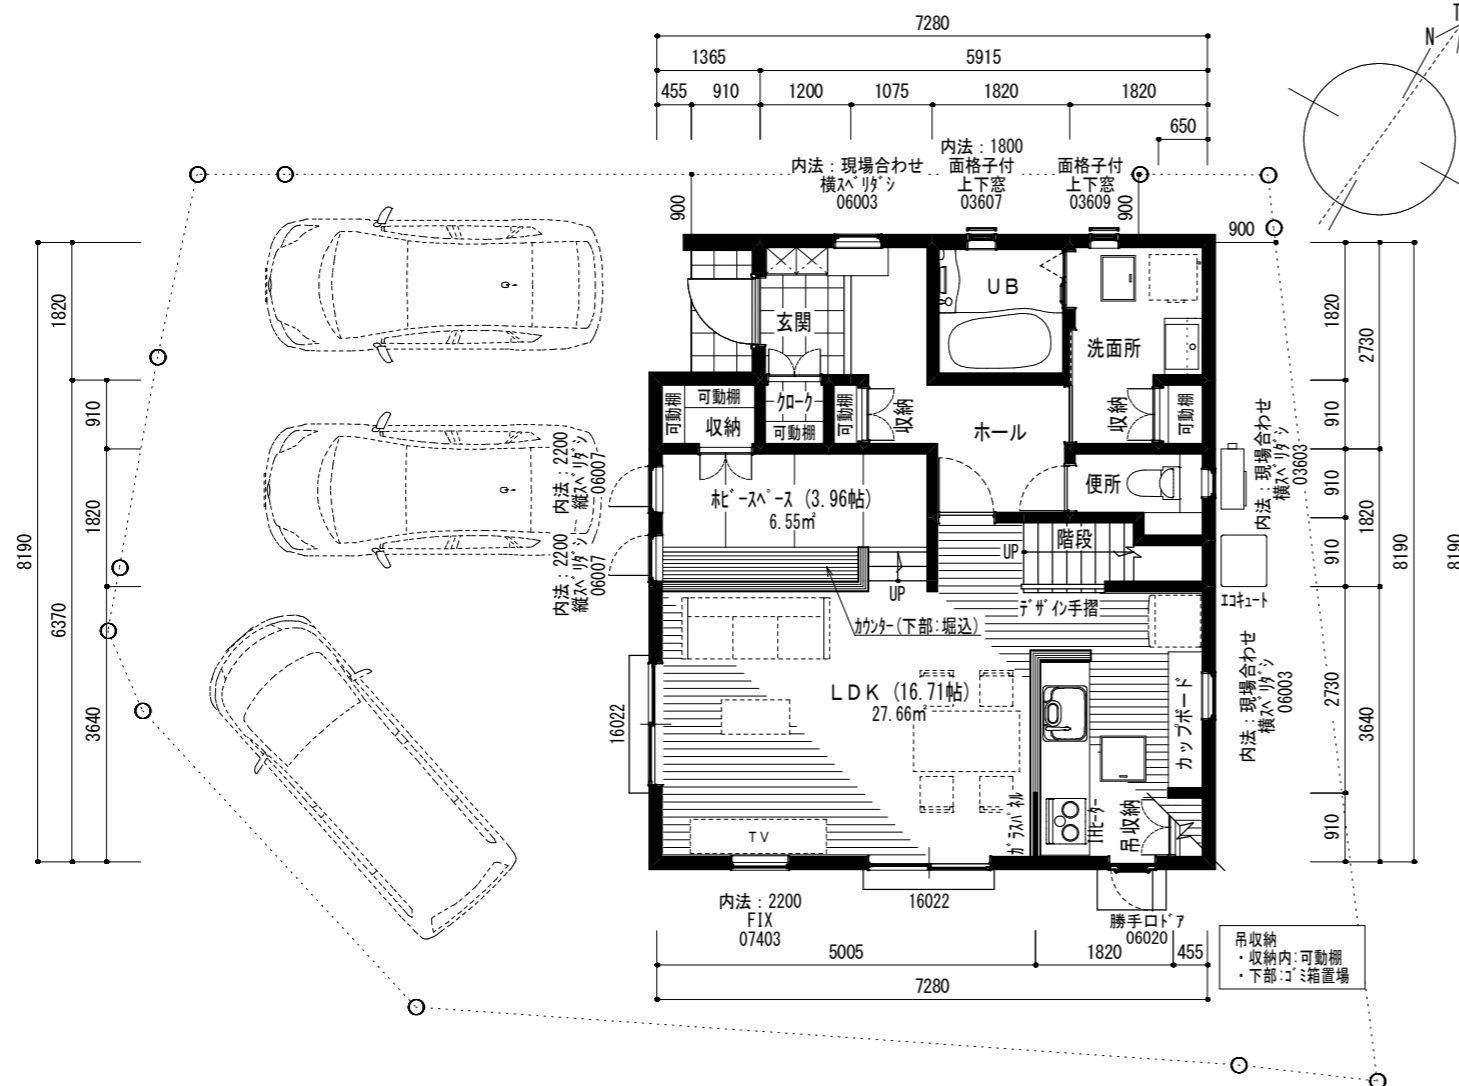 7280
1365
5915
455
910
1200
1075
1820
1820
650
T
N
内法：現場合わせ
横スベリダシ
06003
内法：1800
面格子付
上下窓
03607
面格子付
上下窓
03609
900
900
900
8190
1820
6370
910
1820
3640
玄関
UB
洗面所
可動棚
可動棚
収納
クローク
可動棚
可動棚
収納
ホール
収納
可動棚
便所
内法：2200
縦スベリダシ
06007
内法：2200
縦スベリダシ
06007
ホビースペース (3.96帖)
6.55㎡
UP
UP
階段
デザイン手摺
カウンター(下部:堀込)
LDK (16.71帖)
27.66㎡
カップボード
ガラスパネル
IHヒーター
吊収納
TV
16022
16022
内法：2200
FIX
07403
勝手口ドア
06020
内法：現場合わせ
横スベリダシ
03603
エコキュート
内法：現場合わせ
横スベリダシ
06003
1820
910
910
910
2730
910
2730
1820
3640
8190
8190
5005
1820
455
7280
吊収納
・収納内:可動棚
・下部:ゴミ箱置場